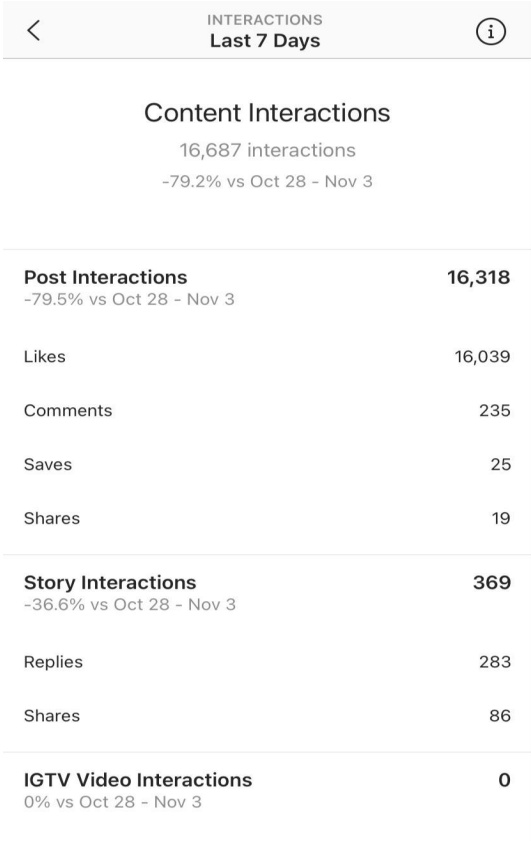 INTERACTIONS
Last 7 Days
Content Interactions
16,687 interactions
-79.2% vs Oct 28 - Nov 3
Post Interactions 16,318
-79.5% vs Oct 28 - Nov 3
Likes 16,039
Comments 235
Saves 25
Shares 19
Story Interactions 369
-36.6% vs Oct 28 - Nov 3
Replies 283
Shares 86
IGTV Video Interactions 0
0% vs Oct 28 - Nov 3